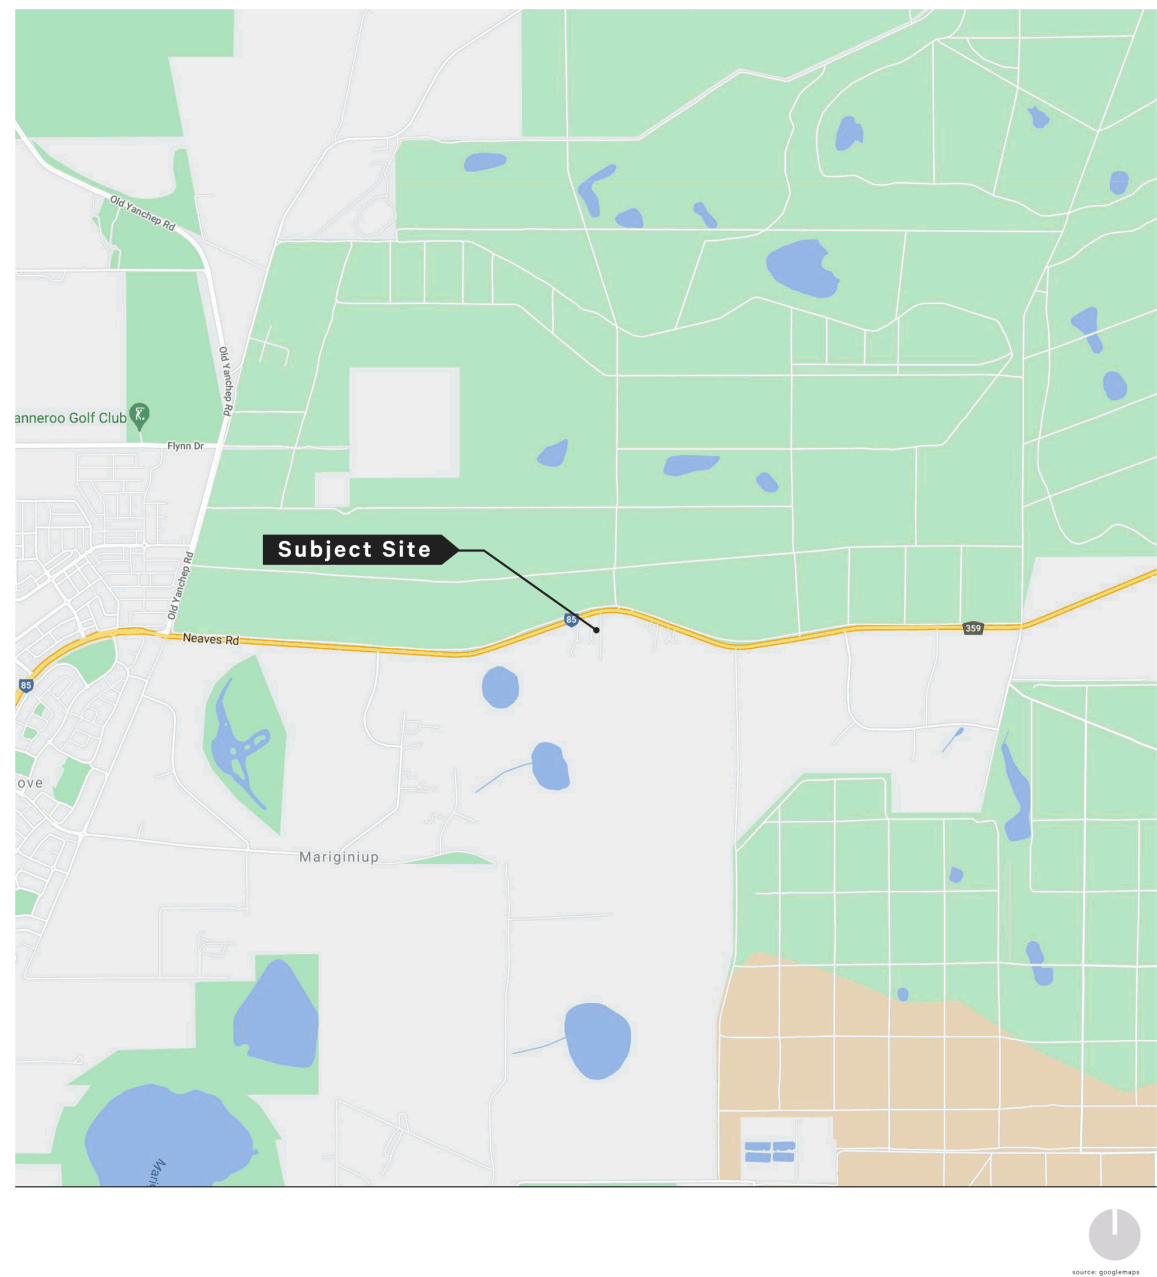 Old Yanchep Rd
Old Yanchep Rd
anneroo Golf Club
Flynn Dr
Subject Site
Old Yanchep Rd
85
359
Neaves Rd
85
ove
Mariginiup
Mari
source: googlemaps